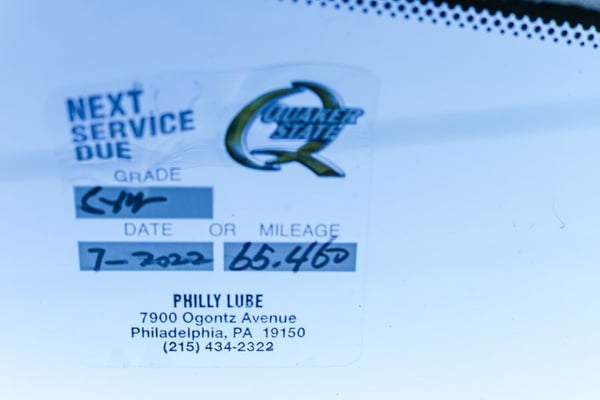 NEXT
SERVICE
DUE
QUAKER
STATE
GRADE
DATE OR MILEAGE
7-2022 65.460
PHILLY LUBE
7900 Ogontz Avenue
Philadelphia, PA 19150
(215) 434-2322